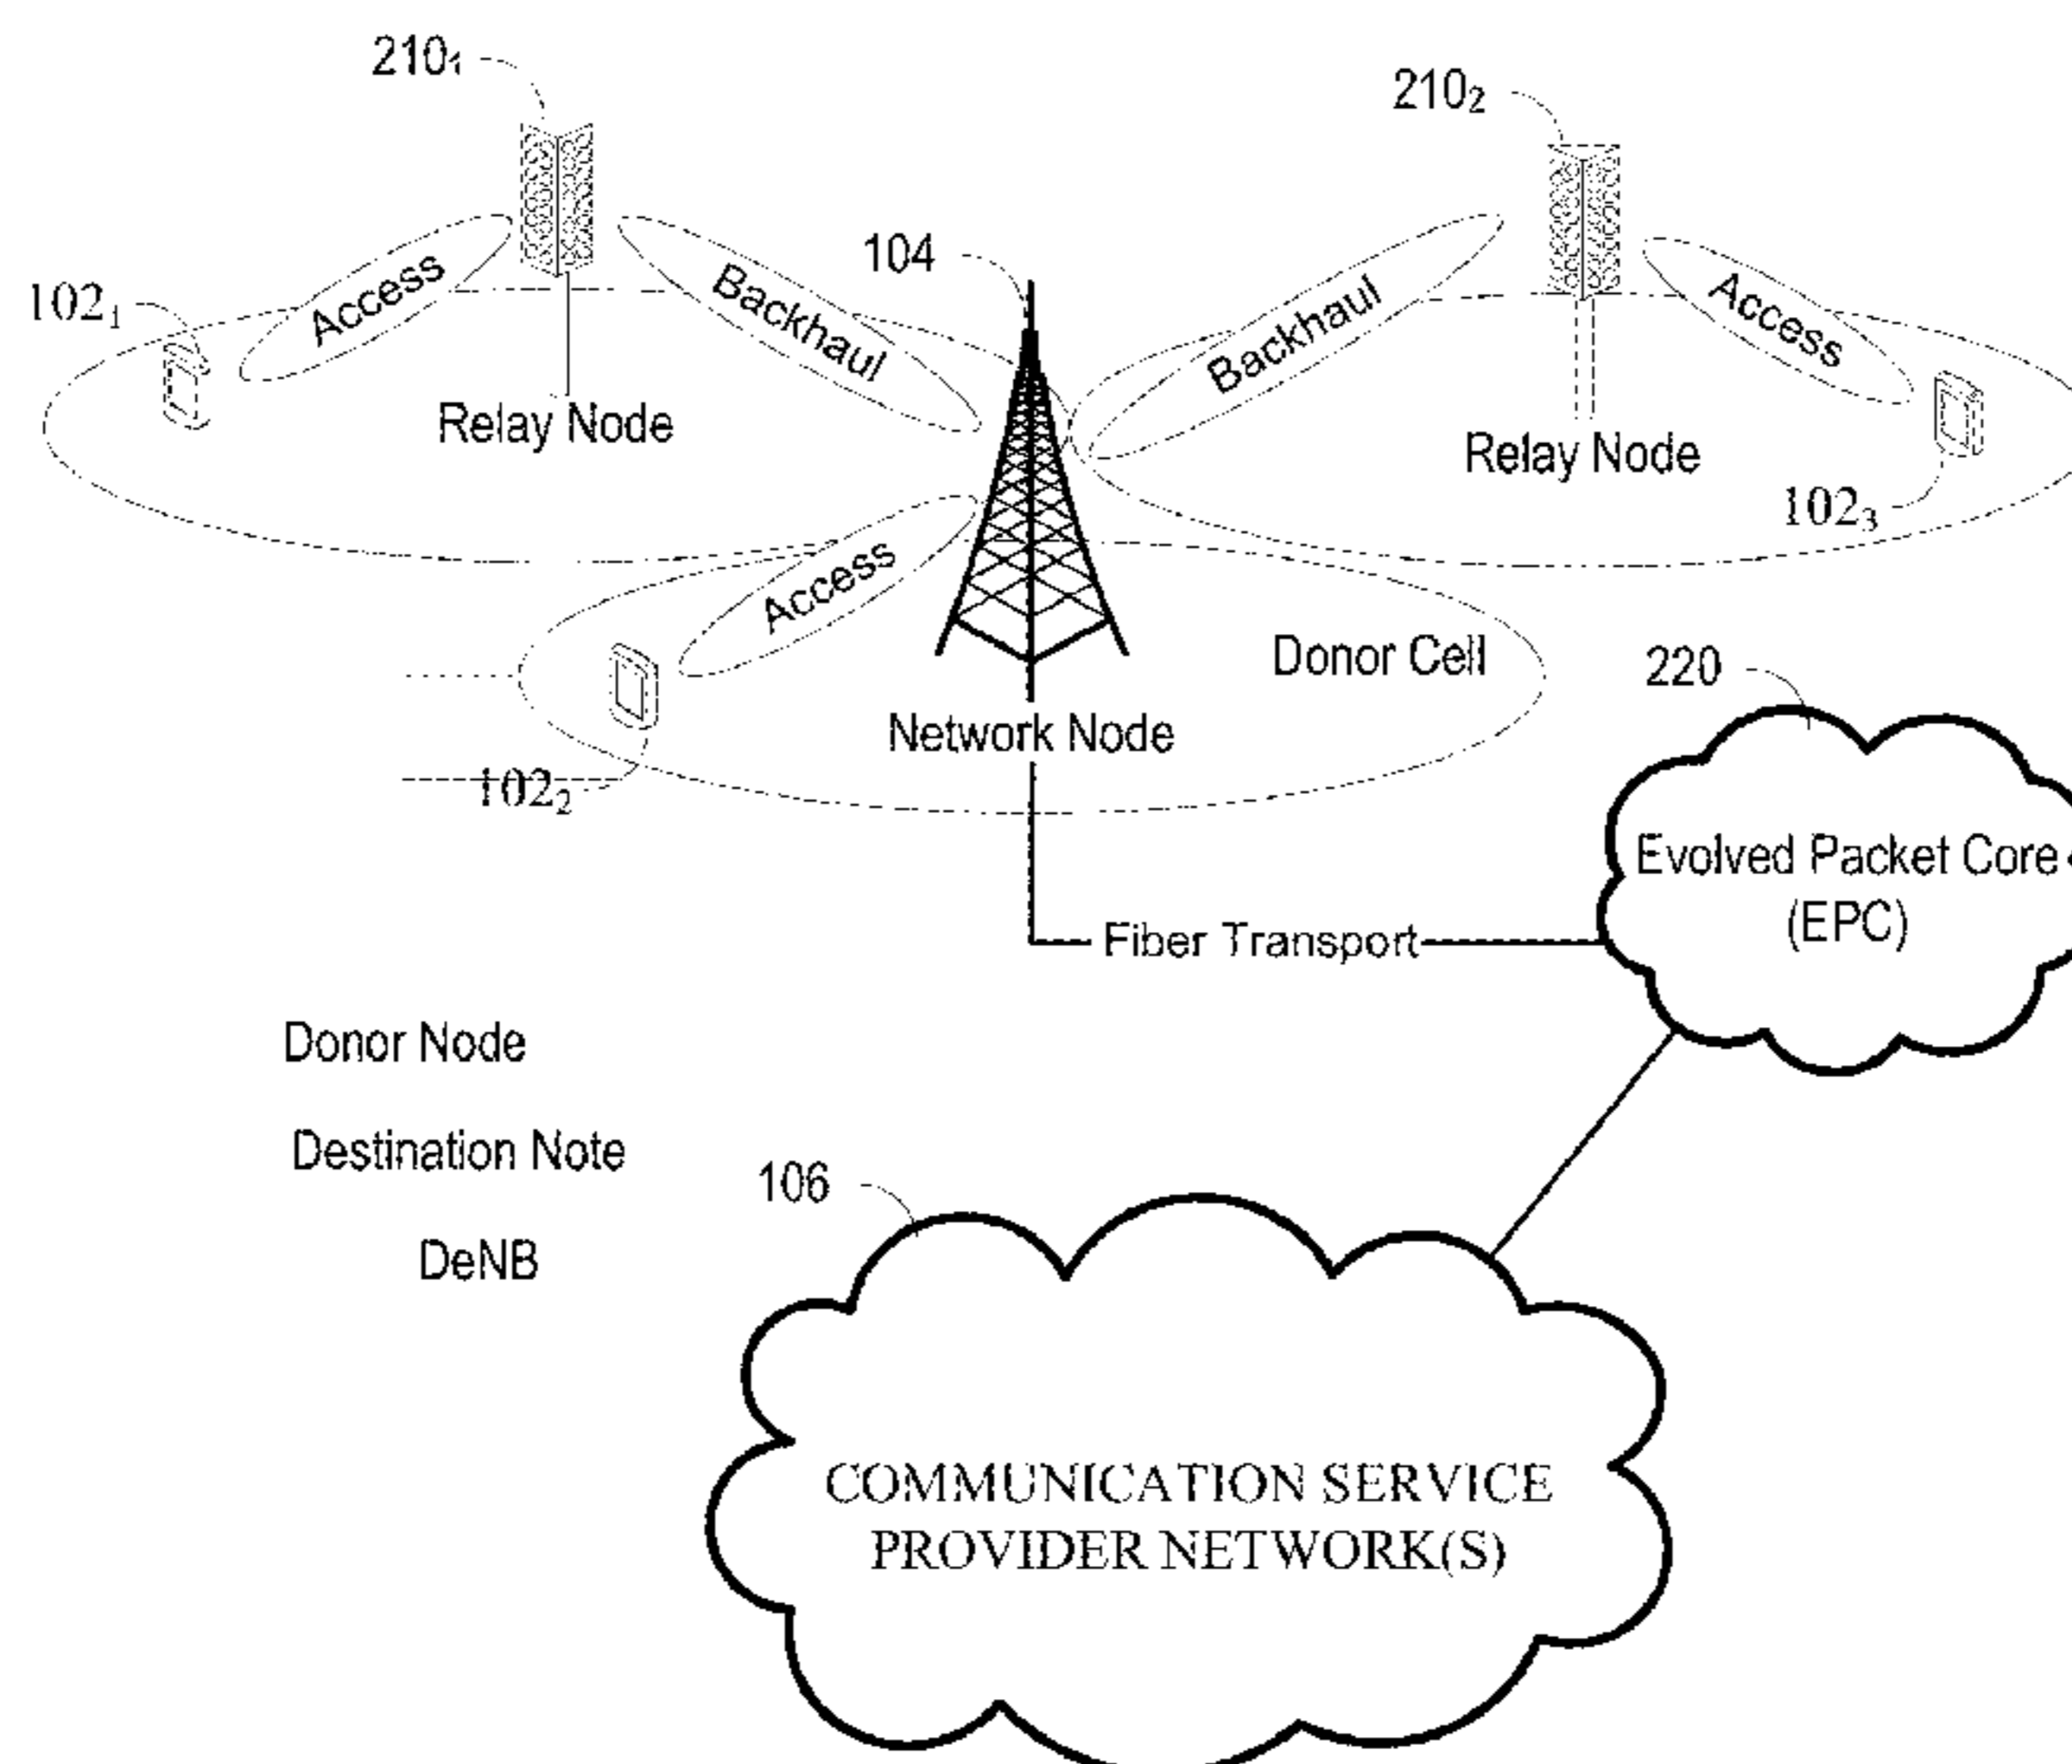 210₁
210₂
104
102₁
Access
Backhaul
Backhaul
Access
Relay Node
Relay Node
102₃
Access
Donor Cell
220
Network Node
102₂
Evolved Packet Core
(EPC)
Fiber Transport
Donor Node
Destination Note
106
DeNB
COMMUNICATION SERVICE
PROVIDER NETWORK(S)